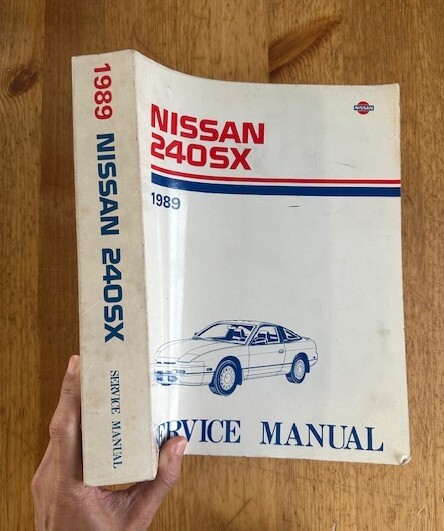 1989 NISSAN 240SX SERVICE MANUAL
NISSAN
NISSAN
240SX
1989
SERVICE MANUAL